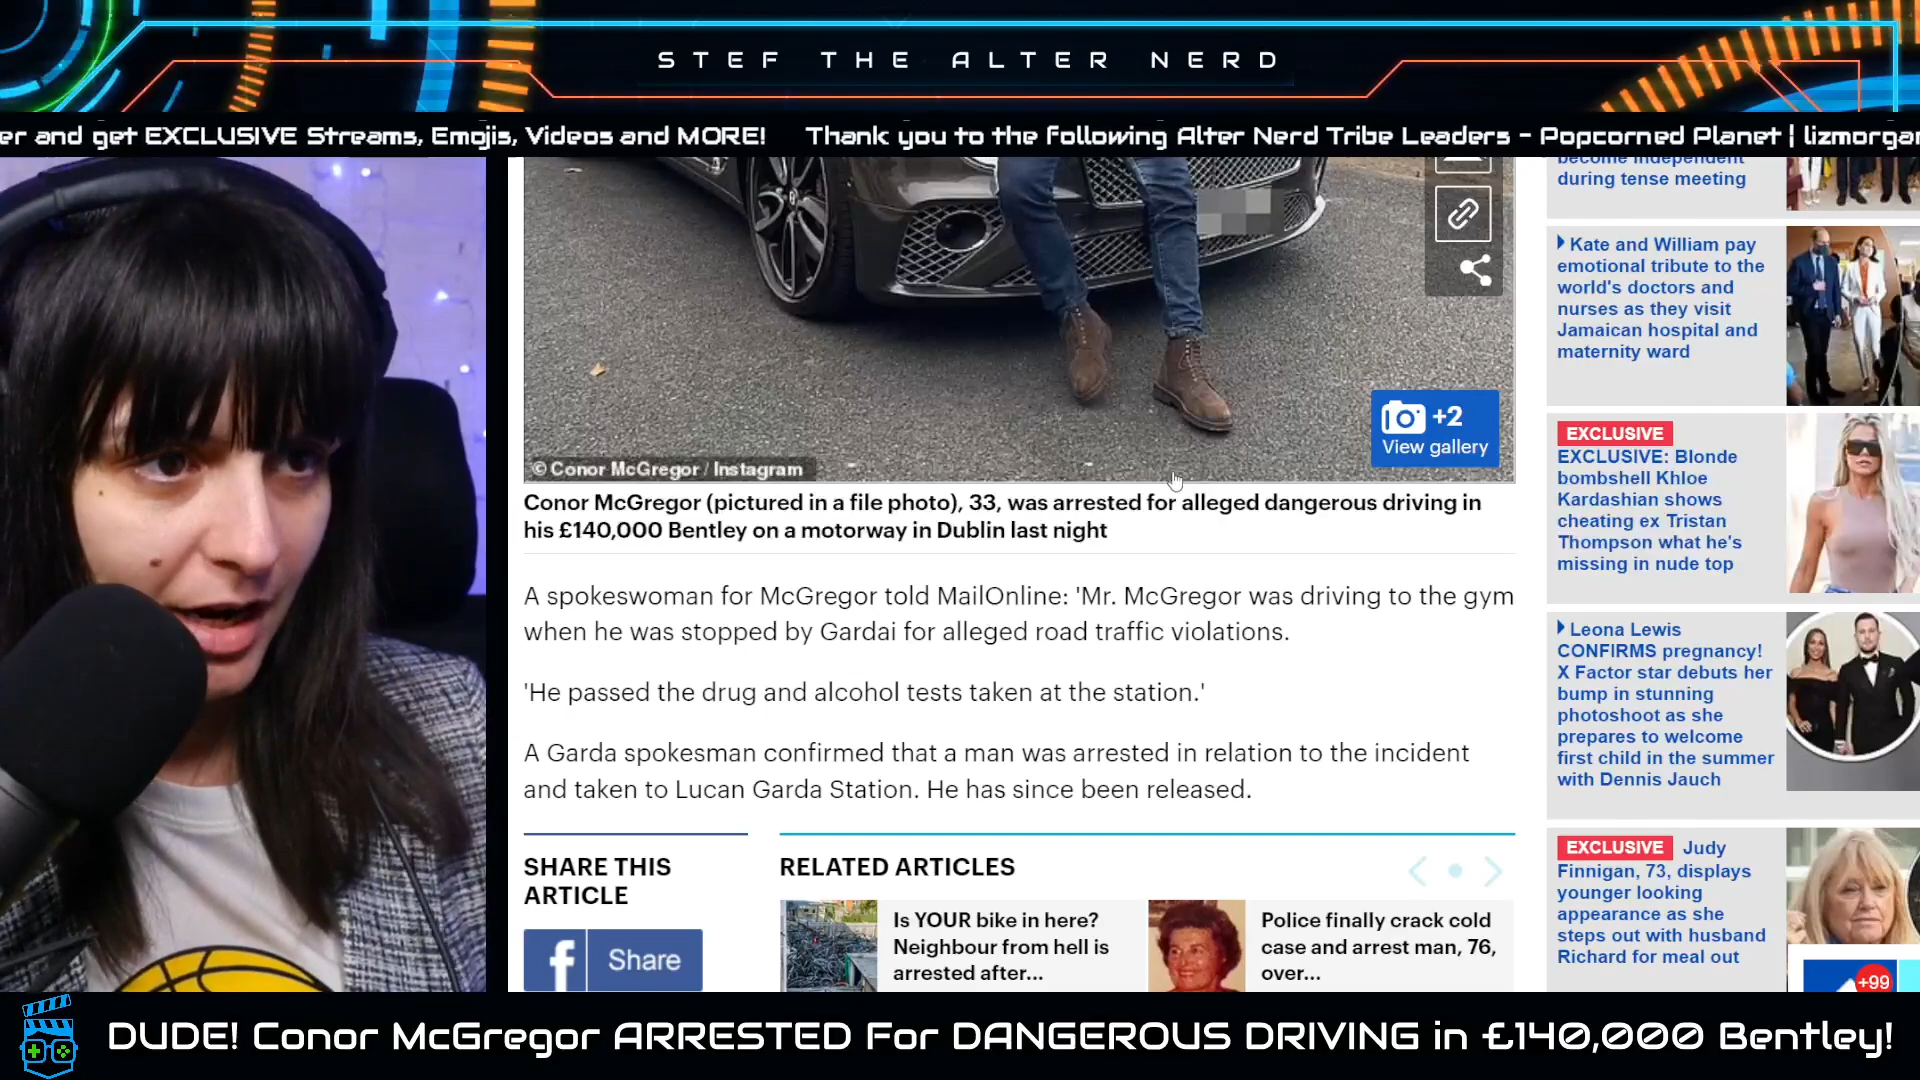 STEF THE ALTER NERD
er and get EXCLUSIVE Streams, Emojis, Videos and MORE! Thank you to the Following Alter Nerd Tribe Leaders - Popcorned Planet | lizmorgan
+2
View gallery
© Conor McGregor / Instagram
Conor McGregor (pictured in a file photo), 33, was arrested for alleged dangerous driving in
his £140,000 Bentley on a motorway in Dublin last night
A spokeswoman for McGregor told MailOnline: 'Mr. McGregor was driving to the gym
when he was stopped by Gardai for alleged road traffic violations.
'He passed the drug and alcohol tests taken at the station.'
A Garda spokesman confirmed that a man was arrested in relation to the incident
and taken to Lucan Garda Station. He has since been released.
SHARE THIS
ARTICLE
f Share
RELATED ARTICLES
Is YOUR bike in here?
Neighbour from hell is
arrested after...
Police finally crack cold
case and arrest man, 76,
over...
become independent
during tense meeting
Kate and William pay
emotional tribute to the
world's doctors and
nurses as they visit
Jamaican hospital and
maternity ward
EXCLUSIVE
EXCLUSIVE: Blonde
bombshell Khloe
Kardashian shows
cheating ex Tristan
Thompson what he's
missing in nude top
Leona Lewis
CONFIRMS pregnancy!
X Factor star debuts her
bump in stunning
photoshoot as she
prepares to welcome
first child in the summer
with Dennis Jauch
EXCLUSIVE Judy
Finnigan, 73, displays
younger looking
appearance as she
steps out with husband
Richard for meal out
+99
DUDE! Conor McGregor ARRESTED For DANGEROUS DRIVING in £140,000 Bentley!